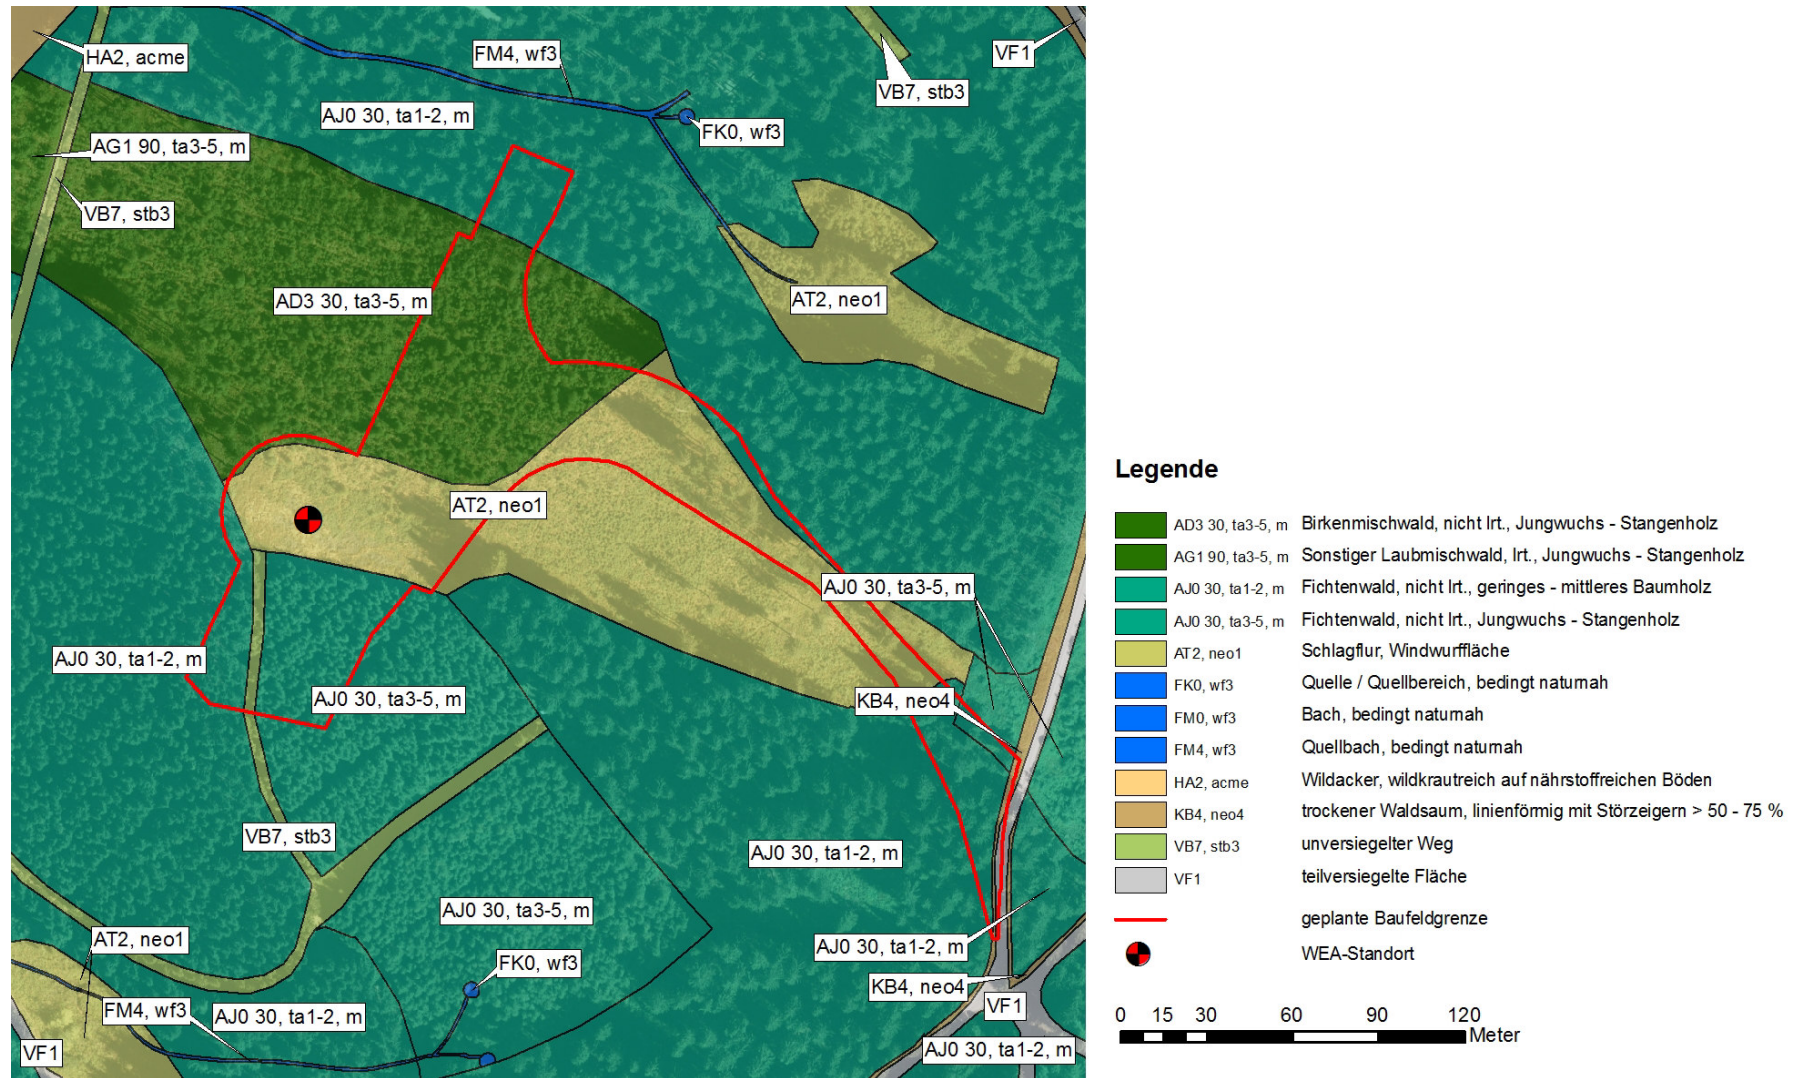 HA2, acme
FM4, wf3
VF1
VB7, stb3
AJ0 30, ta1-2, m
FK0, wf3
AG1 90, ta3-5, m
VB7, stb3
AD3 30, ta3-5, m
AT2, neo1
AT2, neo1
AJ0 30, ta3-5, m
AJ0 30, ta1-2, m
AJ0 30, ta3-5, m
KB4, neo4
VB7, stb3
AJ0 30, ta1-2, m
AJ0 30, ta3-5, m
AT2, neo1
AJ0 30, ta1-2, m
FK0, wf3
KB4, neo4
FM4, wf3
AJ0 30, ta1-2, m
VF1
VF1
AJ0 30, ta1-2, m
Legende
AD3 30, ta3-5, m Birkenmischwald, nicht lrt., Jungwuchs - Stangenholz
AG1 90, ta3-5, m Sonstiger Laubmischwald, lrt., Jungwuchs - Stangenholz
AJ0 30, ta1-2, m Fichtenwald, nicht lrt., geringes - mittleres Baumholz
AJ0 30, ta3-5, m Fichtenwald, nicht lrt., Jungwuchs - Stangenholz
AT2, neo1 Schlagflur, Windwurffläche
FK0, wf3 Quelle / Quellbereich, bedingt naturnah
FM0, wf3 Bach, bedingt naturnah
FM4, wf3 Quellbach, bedingt naturnah
HA2, acme Wildacker, wildkrautreich auf nährstoffreichen Böden
KB4, neo4 trockener Waldsaum, linienförmig mit Störzeigern > 50 - 75 %
VB7, stb3 unversiegelter Weg
VF1 teilversiegelte Fläche
geplante Baufeldgrenze
WEA-Standort
0 15 30 60 90 120
Meter